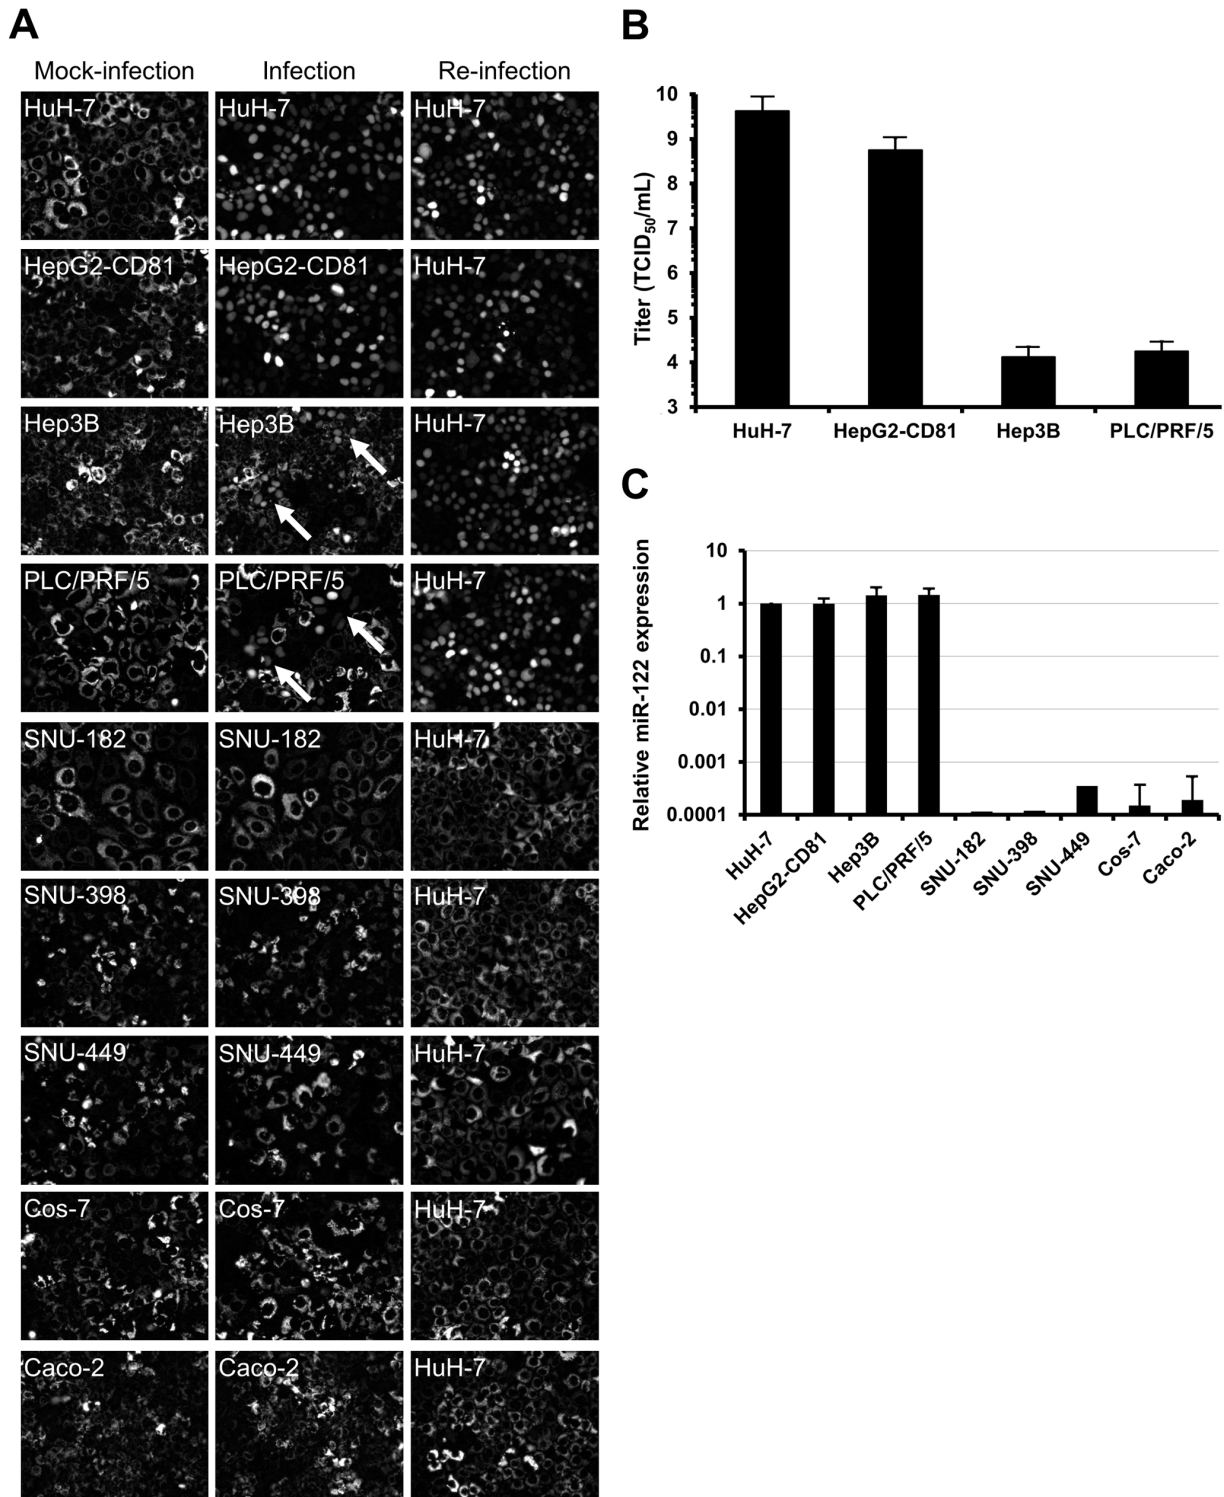 A
Mock-infection Infection Re-infection
HuH-7 HuH-7 HuH-7
HepG2-CD81 HepG2-CD81 HuH-7
Hep3B Hep3B HuH-7
PLC/PRF/5 PLC/PRF/5 HuH-7
SNU-182 SNU-182 HuH-7
SNU-398 SNU-398 HuH-7
SNU-449 SNU-449 HuH-7
Cos-7 Cos-7 HuH-7
Caco-2 Caco-2 HuH-7
B
Titer (TCID50/mL)
10
9
8
7
6
5
4
3
HuH-7 HepG2-CD81 Hep3B PLC/PRF/5
C
Relative miR-122 expression
10
1
0.1
0.01
0.001
0.0001
HuH-7
HepG2-CD81
Hep3B
PLC/PRF/5
SNU-182
SNU-398
SNU-449
Cos-7
Caco-2